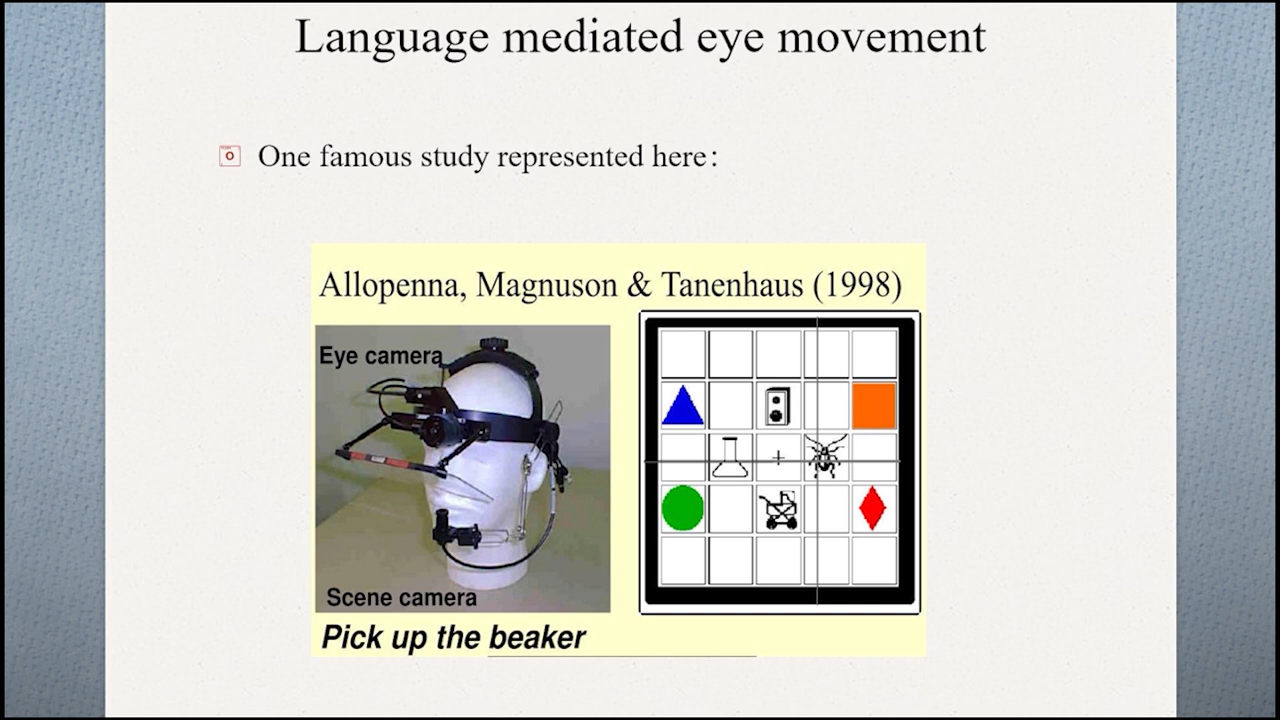 Language mediated eye movement
One famous study represented here:
Allopenna, Magnuson & Tanenhaus (1998)
Eye camera
Scene camera
Pick up the beaker